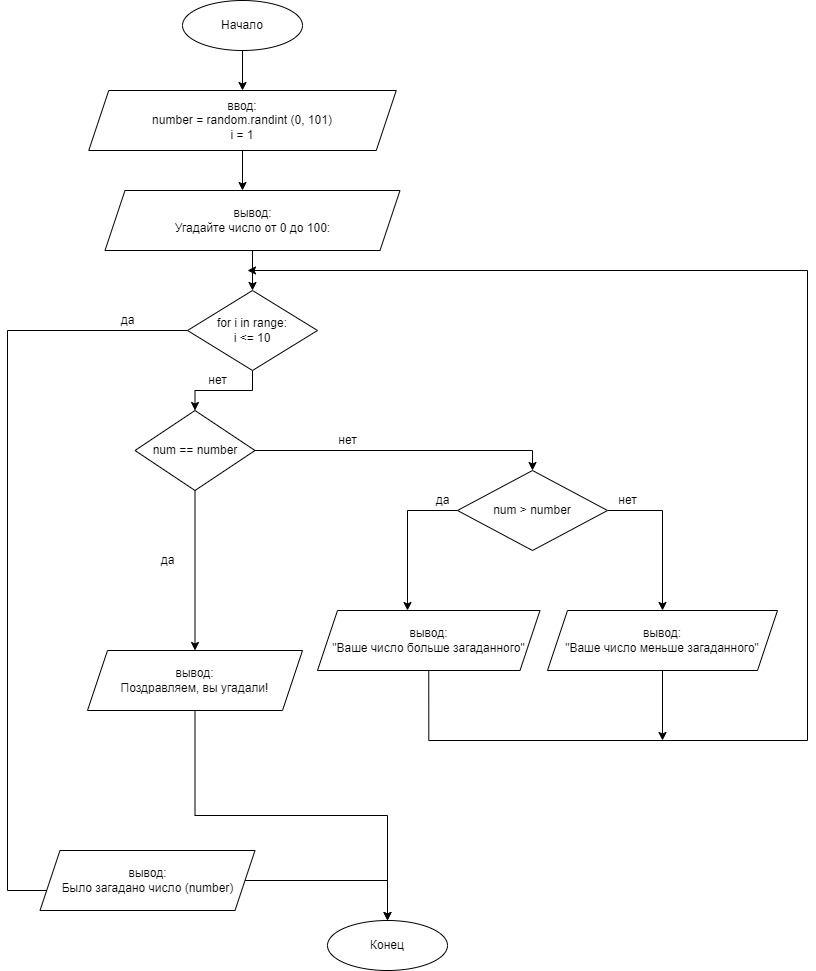 Начало
ввод:
number = random.randint (0, 101)
i = 1
вывод:
Угадайте число от 0 до 100:
да
for i in range:
i <= 10
нет
num == number
нет
да
num > number
нет
да
вывод:
"Ваше число больше загаданного"
вывод:
"Ваше число меньше загаданного"
вывод:
Поздравляем, вы угадали!
вывод:
Было загадано число (number)
Конец